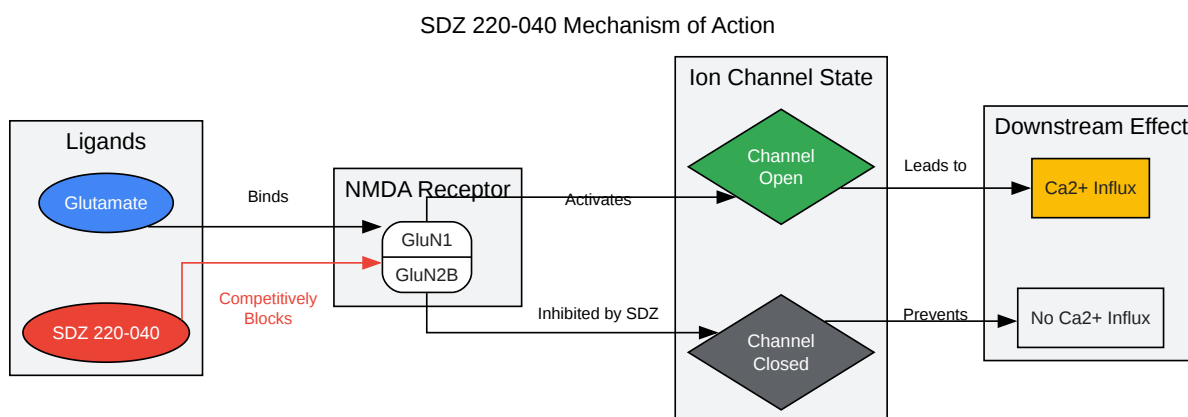 SDZ 220-040 Mechanism of Action
Ligands
Glutamate
SDZ 220-040
Binds
Competitively
Blocks
NMDA Receptor
GluN1
GluN2B
Activates
Inhibited by SDZ
Ion Channel State
Channel
Open
Channel
Closed
Leads to
Prevents
Downstream Effect
Ca2+ Influx
No Ca2+ Influx